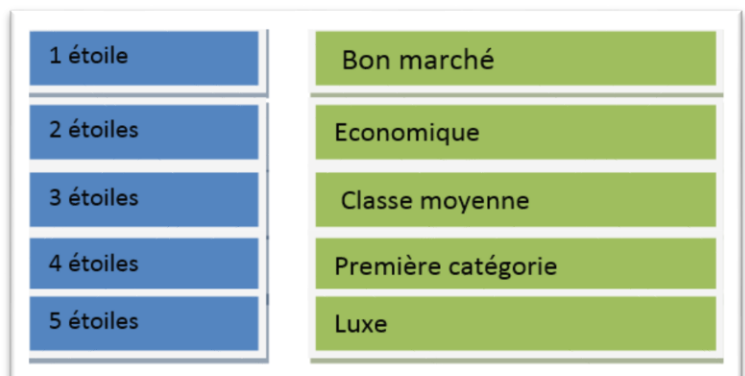 1 étoile Bon marché
2 étoiles Economique
3 étoiles Classe moyenne
4 étoiles Première catégorie
5 étoiles Luxe